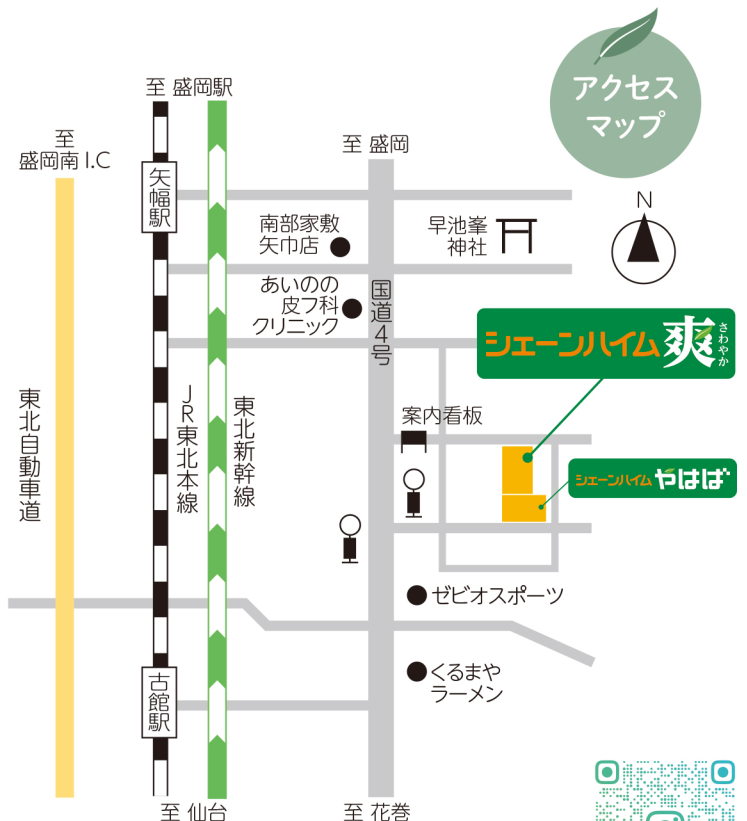 アクセス
マップ
至 盛岡駅
至
盛岡南 I.C
至 盛岡
矢幅駅
N
南部家敷
矢巾店
早池峯
神社
あいのの
皮フ科
クリニック
国道4号
シェーンハイム 爽
さわやか
東北自動車道
JR東北本線
東北新幹線
案内看板
シェーンハイム やはば
ゼビオスポーツ
くるまや
ラーメン
古館駅
至 仙台
至 花巻